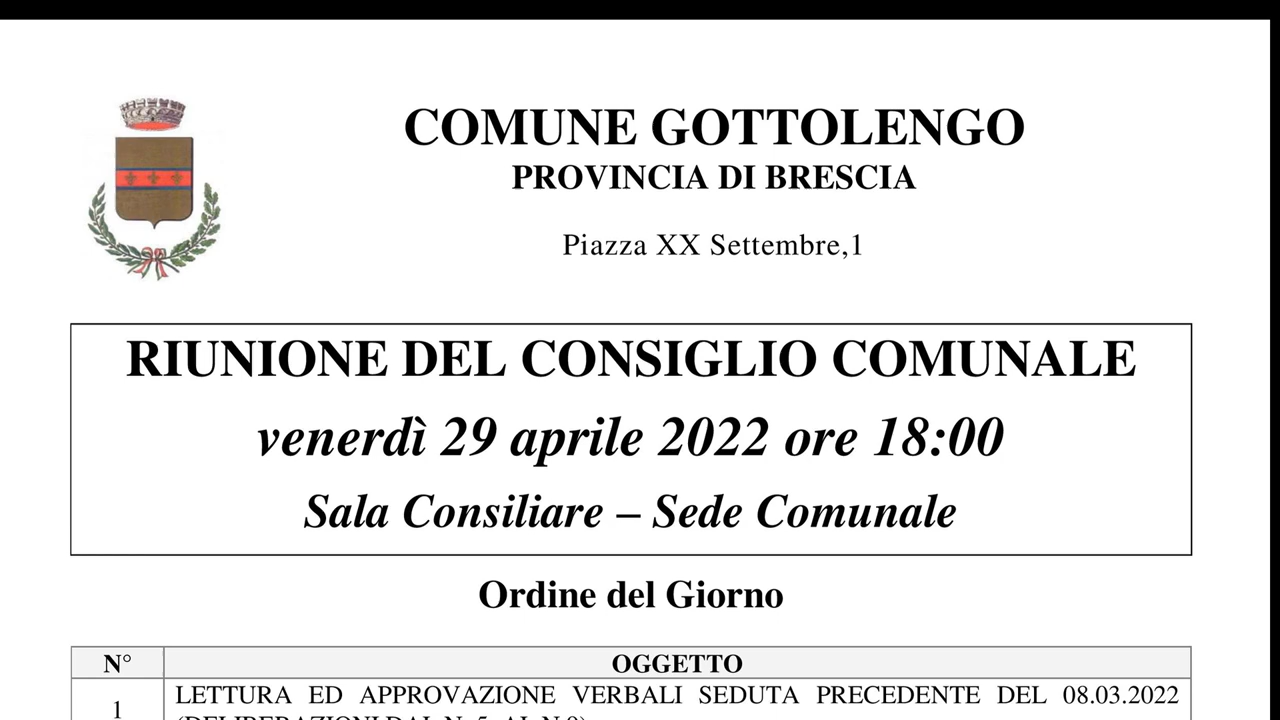 COMUNE GOTTOLENGO
PROVINCIA DI BRESCIA
Piazza XX Settembre,1
RIUNIONE DEL CONSIGLIO COMUNALE
venerdì 29 aprile 2022 ore 18:00
Sala Consiliare – Sede Comunale
Ordine del Giorno
N° OGGETTO
1 LETTURA ED APPROVAZIONE VERBALI SEDUTA PRECEDENTE DEL 08.03.2022
(DELIBERAZIONI DAL N.